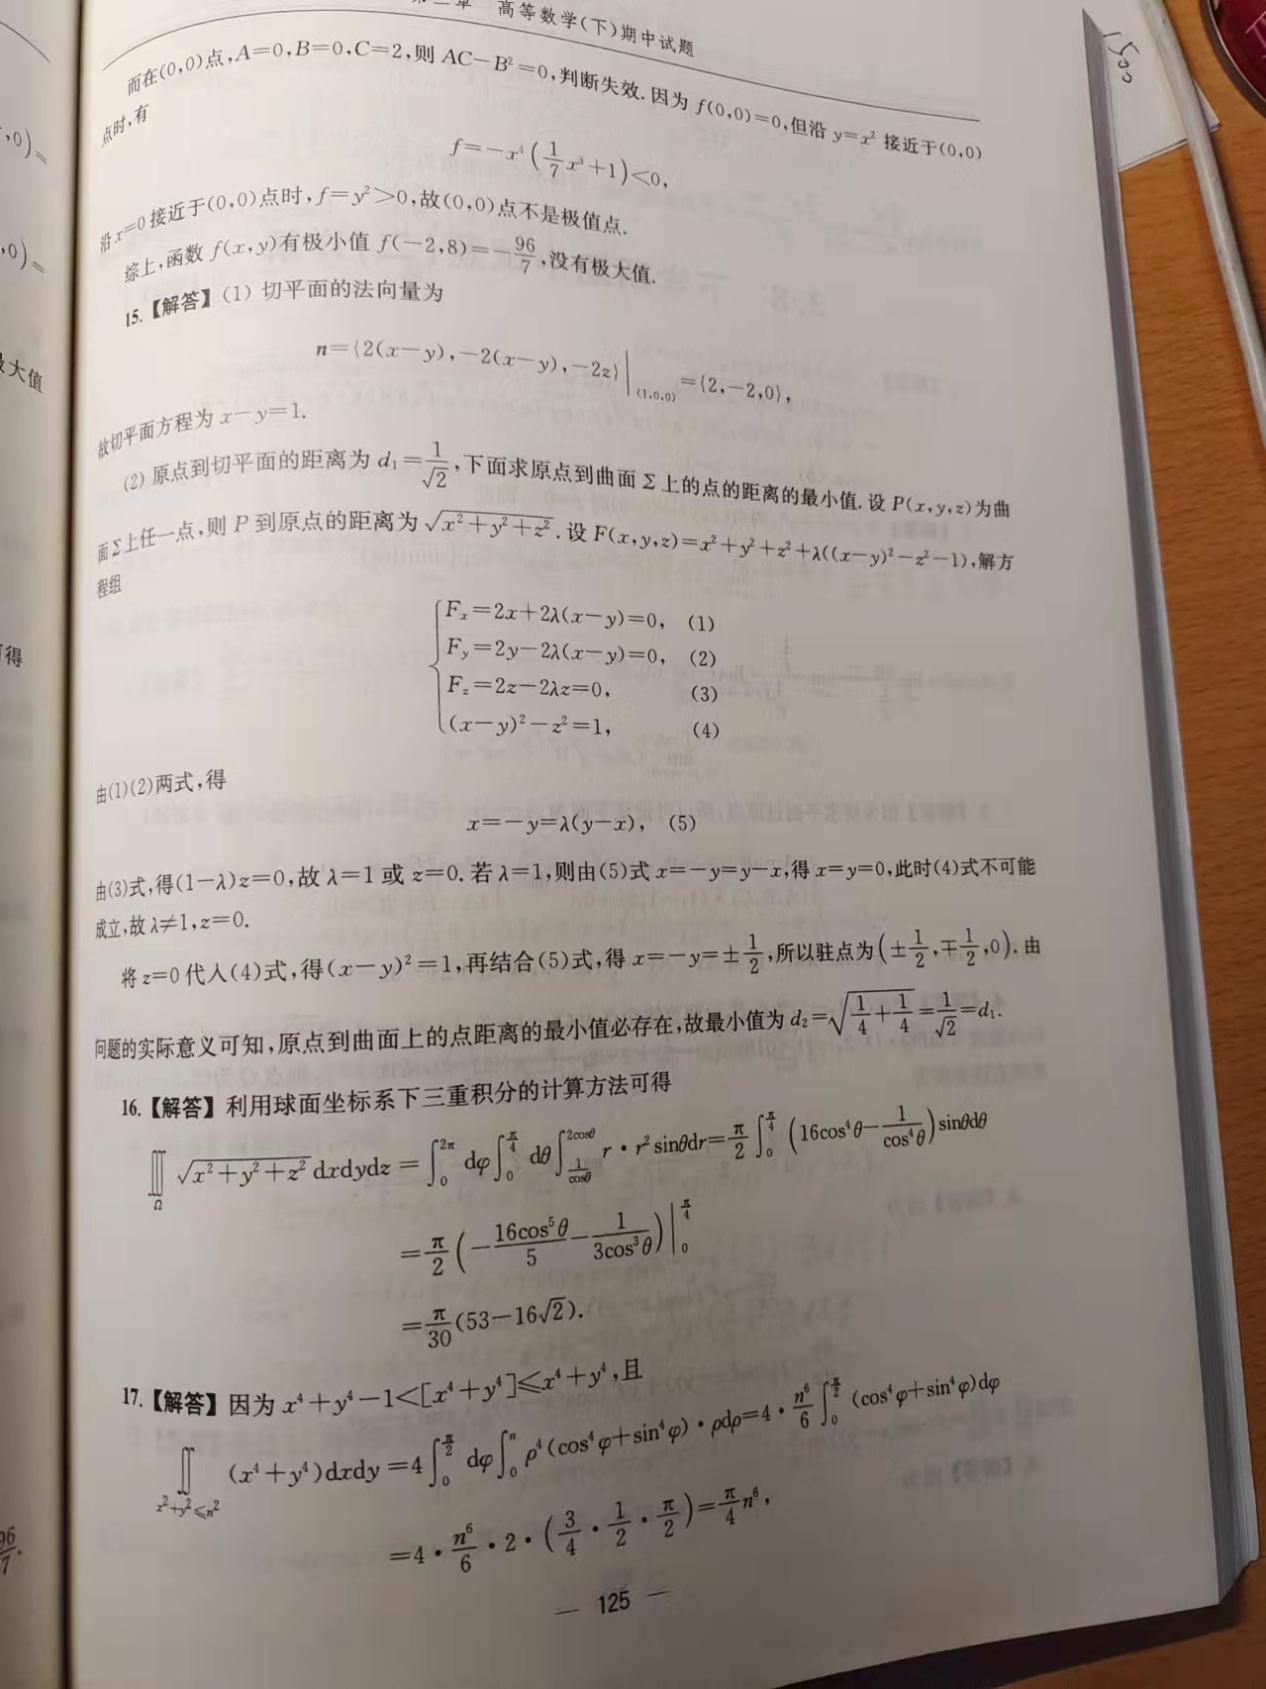 第二章 高等数学(下)期中试题
而在(0,0)点,A=0,B=0,C=2,则 AC-B²=0,判断失效.因为 f(0,0)=0,但沿 y=x² 接近于(0,0)
点时,有
f=-x⁴(1/7 x³+1)<0,
沿 x=0 接近于(0,0)点时,f=y²>0,故(0,0)点不是极值点.
综上,函数 f(x,y)有极小值 f(-2,8)=-96/7,没有极大值.
15.【解答】(1) 切平面的法向量为
n={2(x-y),-2(x-y),-2z}|(1,0,0)={2,-2,0},
故切平面方程为 x-y=1.
(2) 原点到切平面的距离为 d₁=1/√2,下面求原点到曲面 Σ 上的点的距离的最小值.设 P(x,y,z)为曲
面Σ上任一点,则 P 到原点的距离为 √(x²+y²+z²).设 F(x,y,z)=x²+y²+z²+λ((x-y)²-z²-1),解方
程组
F_x=2x+2λ(x-y)=0, (1)
F_y=2y-2λ(x-y)=0, (2)
F_z=2z-2λz=0, (3)
(x-y)²-z²=1, (4)
由(1)(2)两式,得
x=-y=λ(y-x), (5)
由(3)式,得(1-λ)z=0,故 λ=1 或 z=0.若 λ=1,则由(5)式 x=-y=y-x,得 x=y=0,此时(4)式不可能
成立,故 λ≠1,z=0.
将 z=0 代入(4)式,得(x-y)²=1,再结合(5)式,得 x=-y=±1/2,所以驻点为(±1/2,∓1/2,0).由
问题的实际意义可知,原点到曲面上的点距离的最小值必存在,故最小值为 d₂=√(1/4+1/4)=1/√2=d₁.
16.【解答】利用球面坐标系下三重积分的计算方法可得
∭_Ω √(x²+y²+z²) dxdydz=∫₀^{2π} dφ∫₀^{π/4} dθ∫_{1/cosθ}^{2cosθ} r·r² sinθdr=π/2∫₀^{π/4} (16cos⁴θ-1/cos⁴θ)sinθdθ
=π/2(-16cos⁵θ/5-1/3cos³θ)|₀^{π/4}
=π/30(53-16√2).
17.【解答】因为 x⁴+y⁴-1<[x⁴+y⁴]≤x⁴+y⁴,且
∬_{x²+y²≤n²} (x⁴+y⁴)dxdy=4∫₀^{π/2} dφ∫₀^n ρ⁴(cos⁴φ+sin⁴φ)·ρdρ=4·n⁶/6∫₀^{π/2} (cos⁴φ+sin⁴φ)dφ
=4·n⁶/6·2·(3/4·1/2·π/2)=π/4 n⁶,
— 125 —
,0)=
,0)=
极大值
可得
96/7.
1500